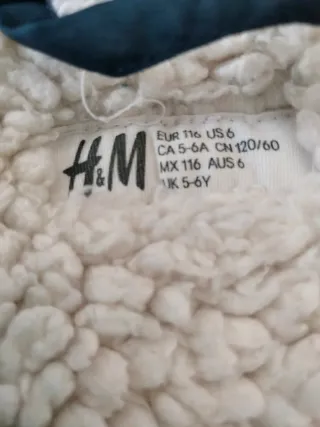 H&M
EUR 116 US 6
CA 5-6A CN 120/60
MX 116 AUS 6
UK 5-6Y